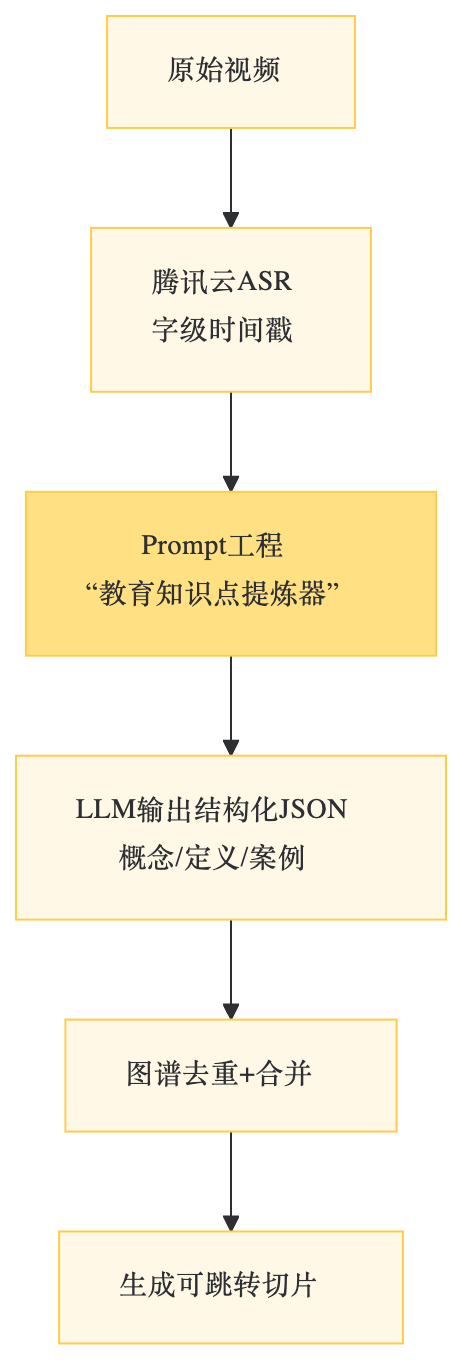 原始视频
腾讯云ASR
字级时间戳
Prompt工程
“教育知识点提炼器”
LLM输出结构化JSON
概念/定义/案例
图谱去重+合并
生成可跳转切片